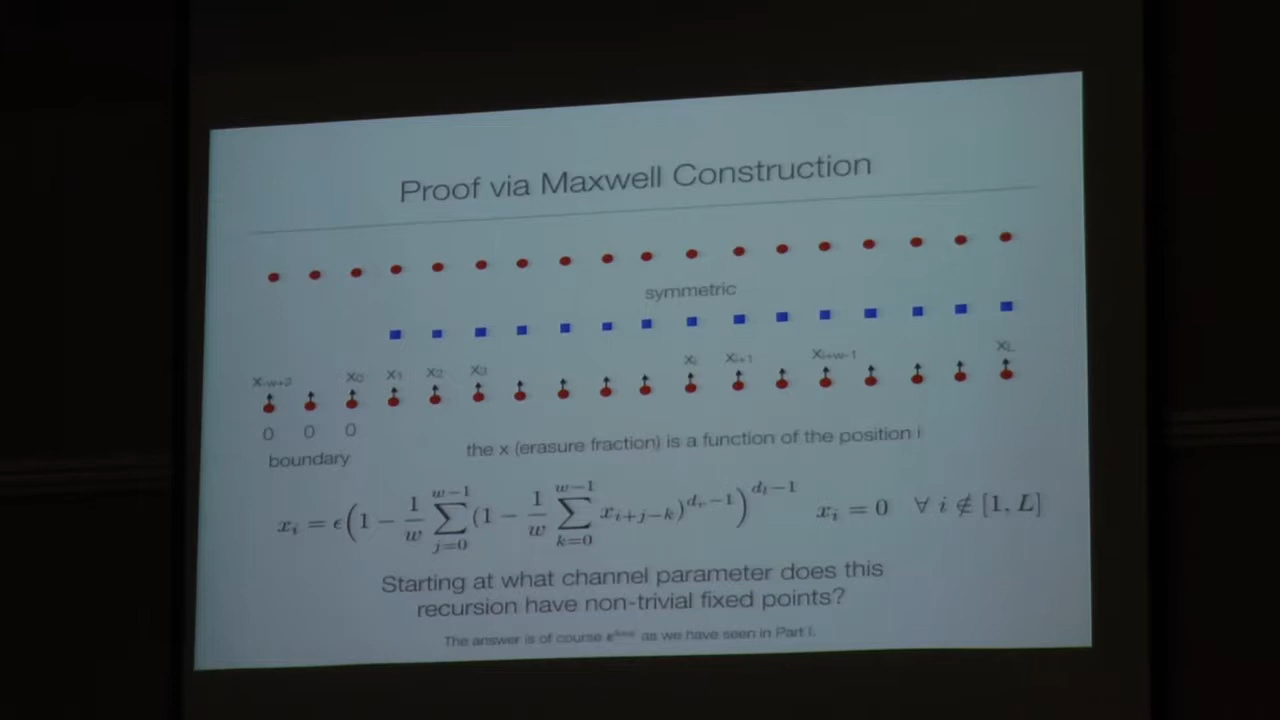 Proof via Maxwell Construction
symmetric
x-w+2 x₀ x₁ x₂ x₃ xᵢ xᵢ₊₁ xᵢ₊w₋₁ x_L
0 0 0
boundary
the x (erasure fraction) is a function of the position i
x_i = ϵ(1 − 1/w ∑_{j=0}^{w−1} (1 − 1/w ∑_{k=0}^{w−1} x_{i+j−k})^{d_r−1})^{d_l−1} x_i = 0 ∀ i ∉ [1, L]
Starting at what channel parameter does this
recursion have non-trivial fixed points?
The answer is of course ε as we have seen in Part I.